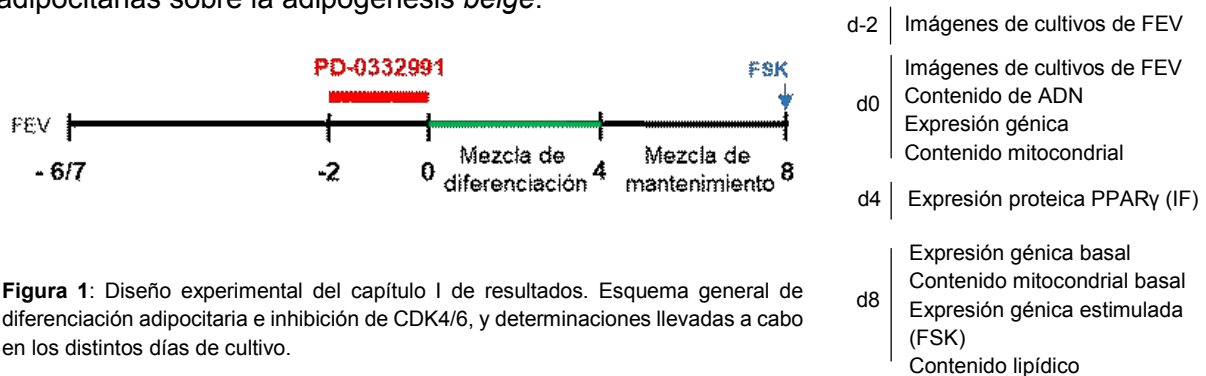 adipocitarias sobre la adipogénesis beige.
PD-0332991
FSK
FEV
- 6/7
-2
0
Mezcla de
diferenciación
4
Mezcla de
mantenimiento
8
d-2
Imágenes de cultivos de FEV
d0
Imágenes de cultivos de FEV
Contenido de ADN
Expresión génica
Contenido mitocondrial
d4
Expresión proteica PPARγ (IF)
d8
Expresión génica basal
Contenido mitocondrial basal
Expresión génica estimulada
(FSK)
Contenido lipídico
Figura 1: Diseño experimental del capítulo I de resultados. Esquema general de
diferenciación adipocitaria e inhibición de CDK4/6, y determinaciones llevadas a cabo
en los distintos días de cultivo.